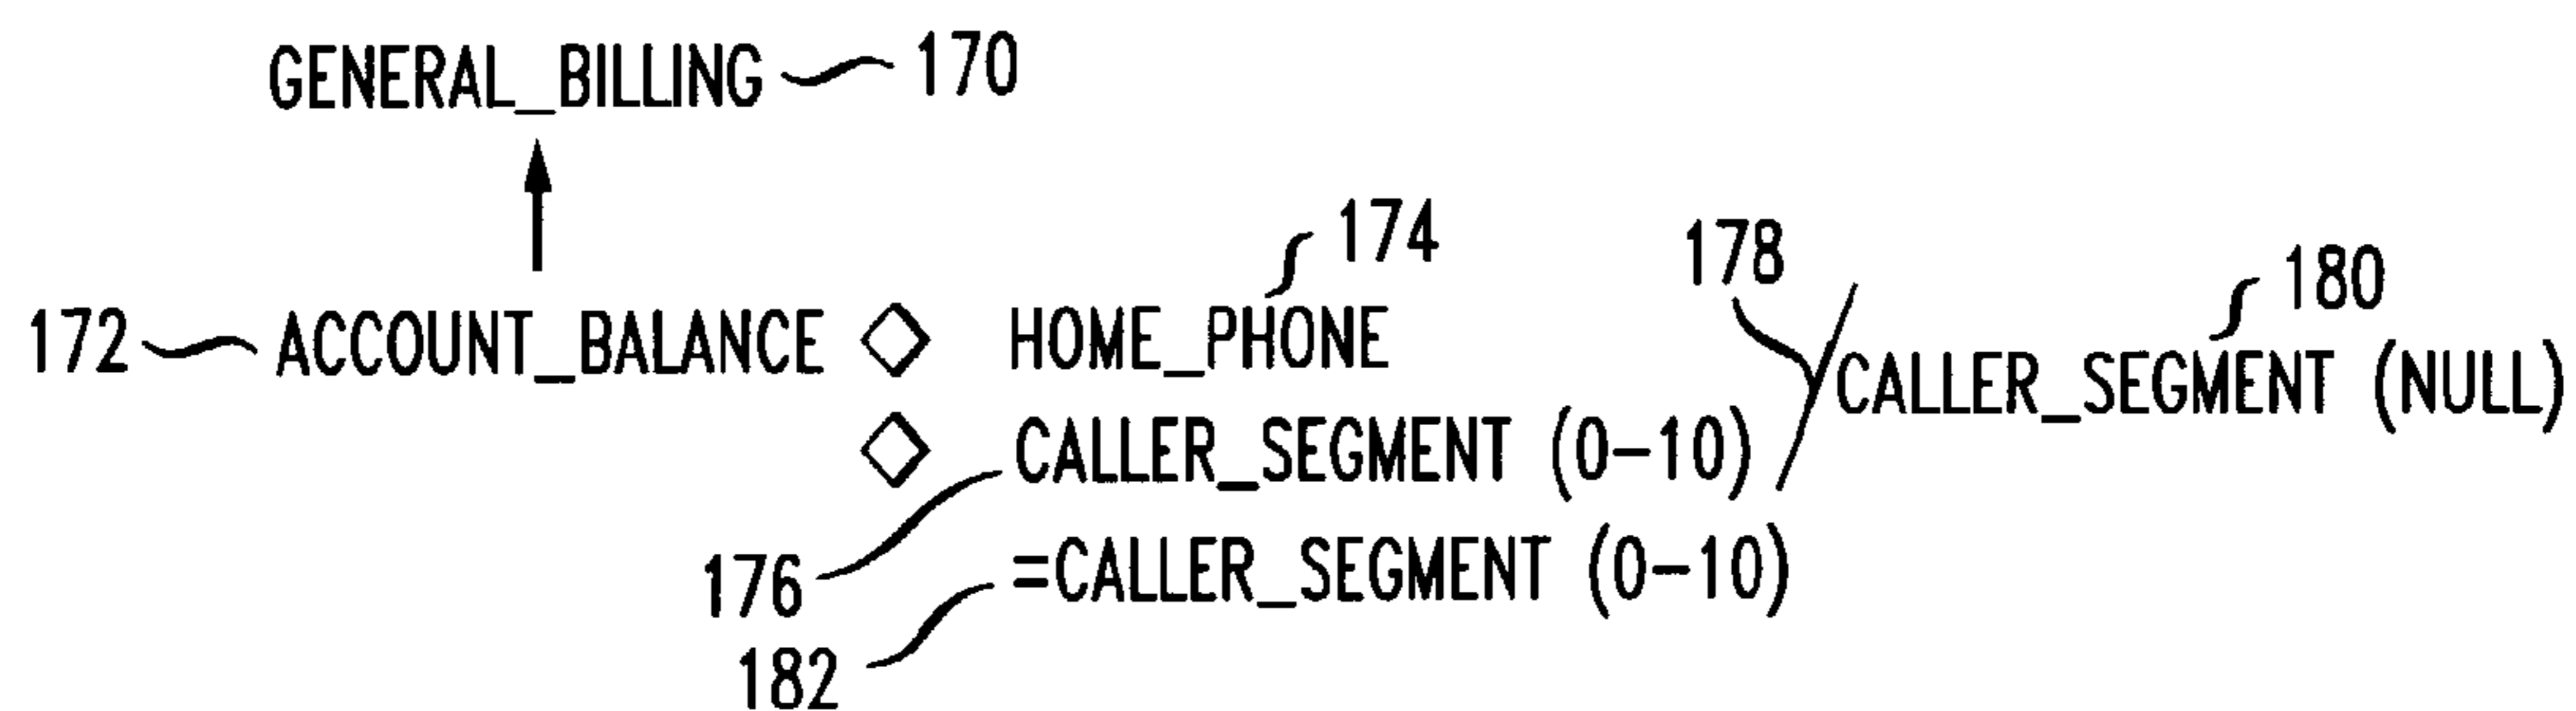 GENERAL_BILLING 170
174
178
180
172 ACCOUNT_BALANCE ◇ HOME_PHONE
CALLER_SEGMENT (NULL)
◇ CALLER_SEGMENT (0-10) /
176 =CALLER_SEGMENT (0-10)
182